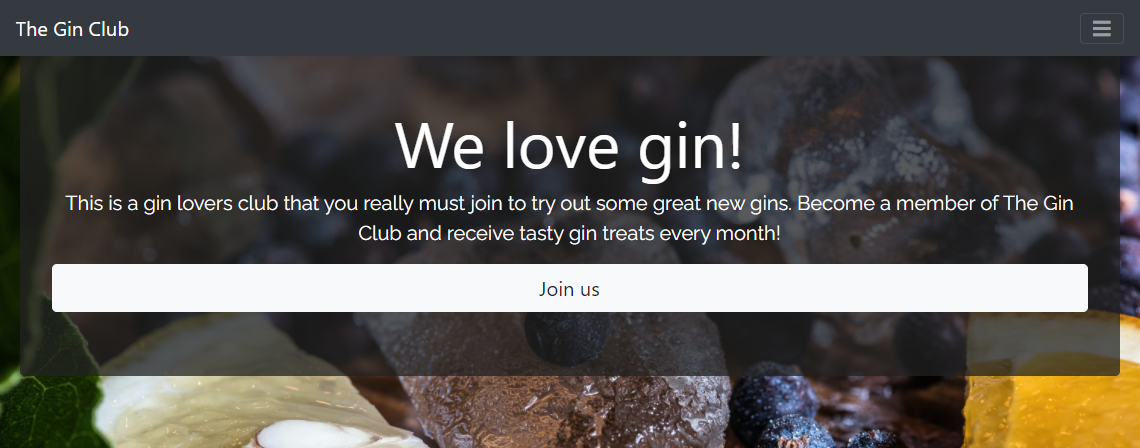 The Gin Club
We love gin!
This is a gin lovers club that you really must join to try out some great new gins. Become a member of The Gin
Club and receive tasty gin treats every month!
Join us